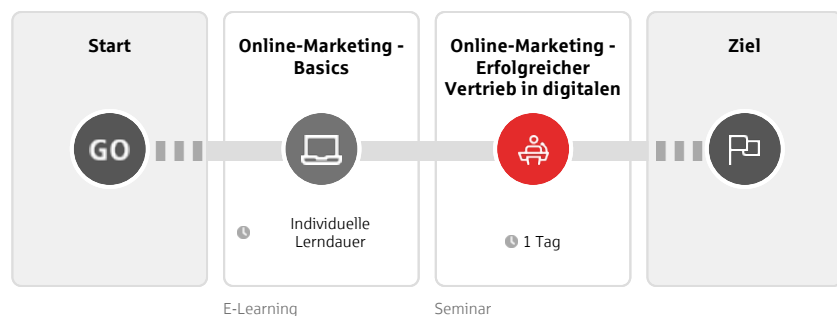 Start
GO
Online-Marketing -
Basics
Individuelle
Lerndauer
E-Learning
Online-Marketing -
Erfolgreicher
Vertrieb in digitalen
1 Tag
Seminar
Ziel